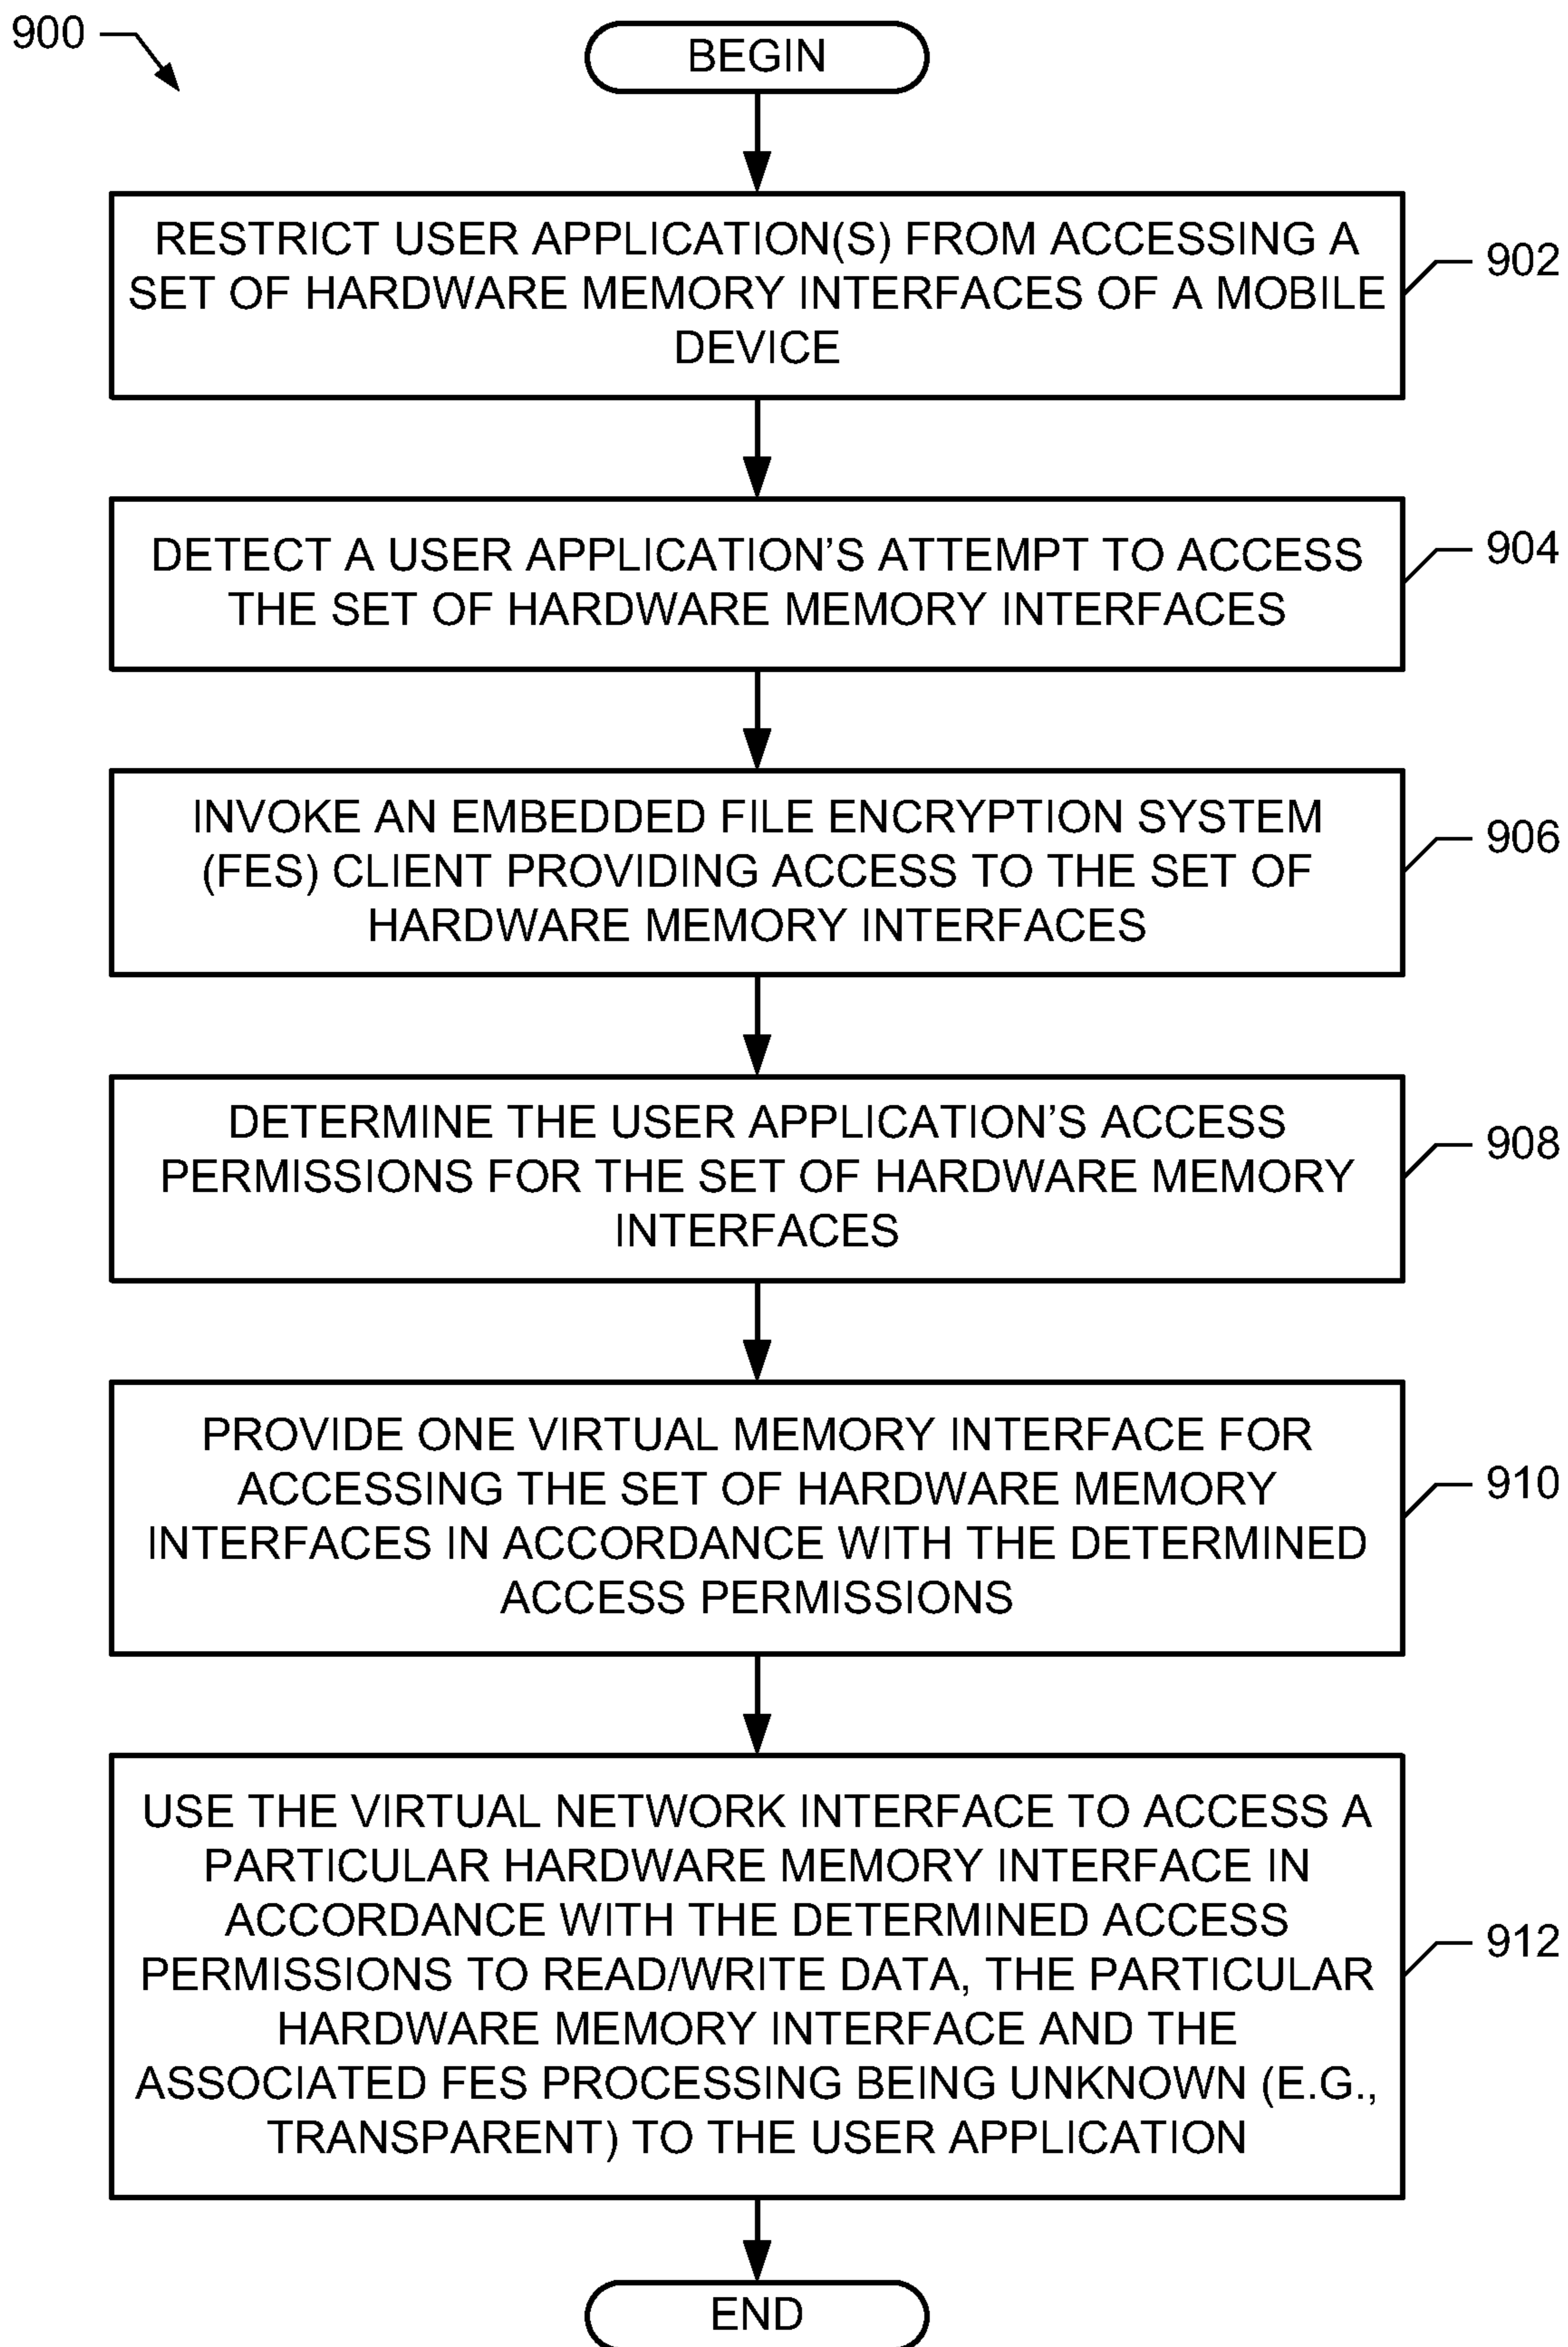 900
BEGIN
RESTRICT USER APPLICATION(S) FROM ACCESSING A
SET OF HARDWARE MEMORY INTERFACES OF A MOBILE
DEVICE
902
DETECT A USER APPLICATION’S ATTEMPT TO ACCESS
THE SET OF HARDWARE MEMORY INTERFACES
904
INVOKE AN EMBEDDED FILE ENCRYPTION SYSTEM
(FES) CLIENT PROVIDING ACCESS TO THE SET OF
HARDWARE MEMORY INTERFACES
906
DETERMINE THE USER APPLICATION’S ACCESS
PERMISSIONS FOR THE SET OF HARDWARE MEMORY
INTERFACES
908
PROVIDE ONE VIRTUAL MEMORY INTERFACE FOR
ACCESSING THE SET OF HARDWARE MEMORY
INTERFACES IN ACCORDANCE WITH THE DETERMINED
ACCESS PERMISSIONS
910
USE THE VIRTUAL NETWORK INTERFACE TO ACCESS A
PARTICULAR HARDWARE MEMORY INTERFACE IN
ACCORDANCE WITH THE DETERMINED ACCESS
PERMISSIONS TO READ/WRITE DATA, THE PARTICULAR
HARDWARE MEMORY INTERFACE AND THE
ASSOCIATED FES PROCESSING BEING UNKNOWN (E.G.,
TRANSPARENT) TO THE USER APPLICATION
912
END